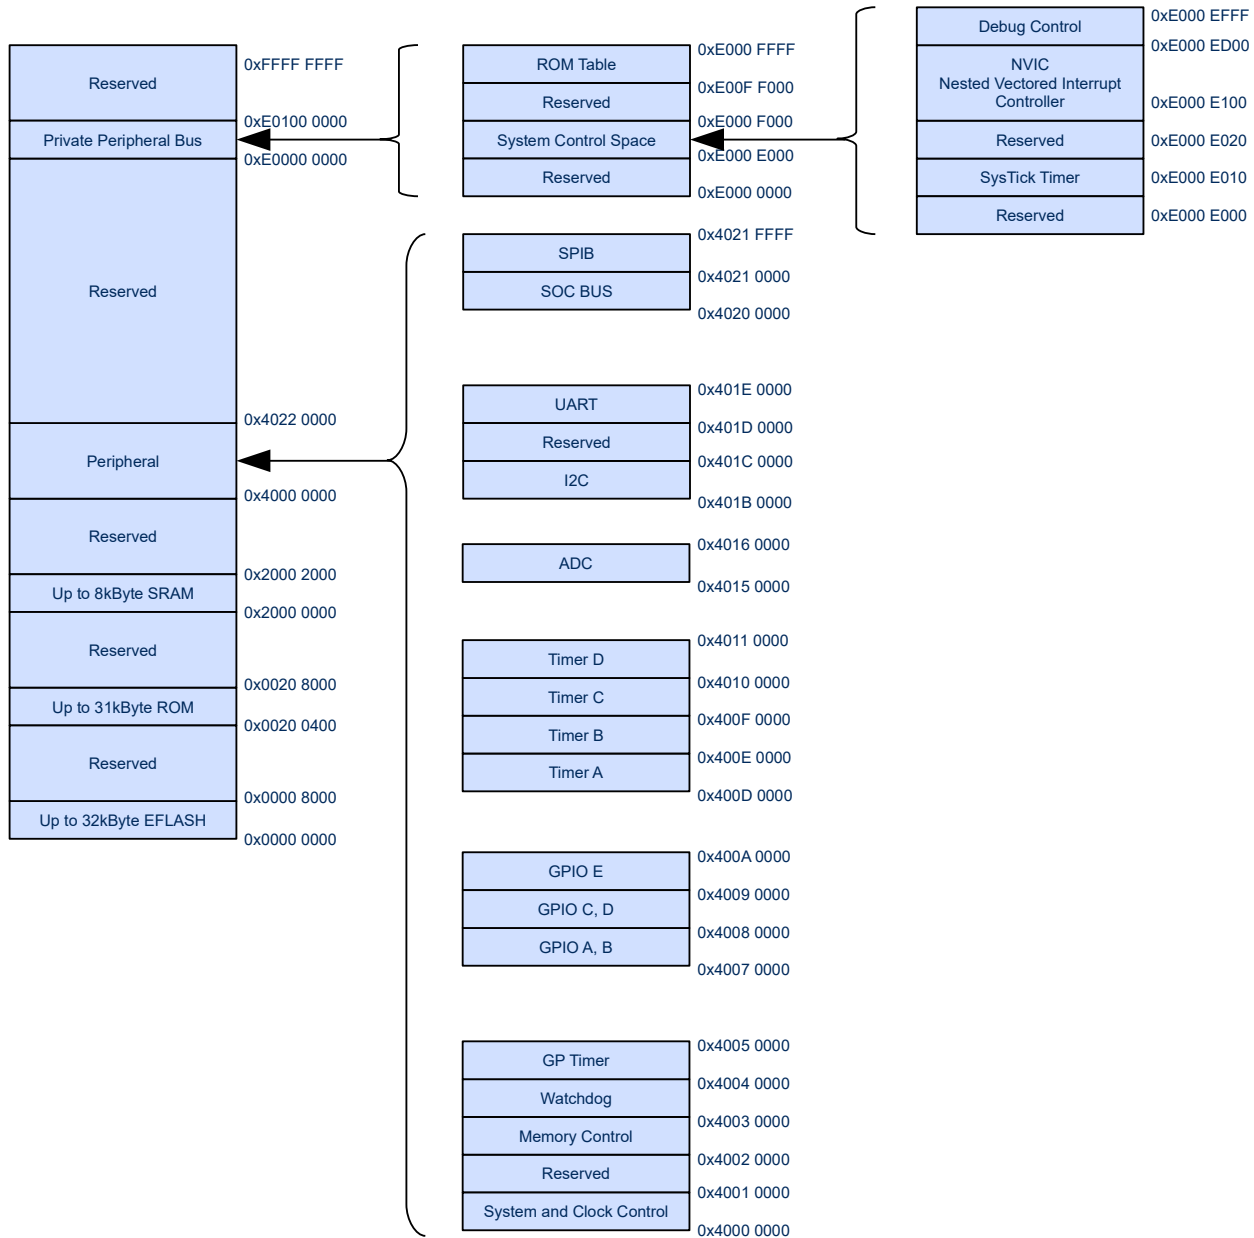 Reserved
0xFFFF FFFF
0xE0100 0000
Private Peripheral Bus
0xE0000 0000
Reserved
0x4022 0000
Peripheral
0x4000 0000
Reserved
0x2000 2000
Up to 8kByte SRAM
0x2000 0000
Reserved
0x0020 8000
Up to 31kByte ROM
0x0020 0400
Reserved
0x0000 8000
Up to 32kByte EFLASH
0x0000 0000
0xE000 FFFF
ROM Table
0xE00F F000
Reserved
0xE000 F000
System Control Space
0xE000 E000
Reserved
0xE000 0000
0x4021 FFFF
SPIB
0x4021 0000
SOC BUS
0x4020 0000
0x401E 0000
UART
0x401D 0000
Reserved
0x401C 0000
I2C
0x401B 0000
0x4016 0000
ADC
0x4015 0000
0x4011 0000
Timer D
0x4010 0000
Timer C
0x400F 0000
Timer B
0x400E 0000
Timer A
0x400D 0000
0x400A 0000
GPIO E
0x4009 0000
GPIO C, D
0x4008 0000
GPIO A, B
0x4007 0000
0x4005 0000
GP Timer
0x4004 0000
Watchdog
0x4003 0000
Memory Control
0x4002 0000
Reserved
0x4001 0000
System and Clock Control
0x4000 0000
0xE000 EFFF
Debug Control
0xE000 ED00
NVIC
Nested Vectored Interrupt
Controller
0xE000 E100
Reserved
0xE000 E020
SysTick Timer
0xE000 E010
Reserved
0xE000 E000